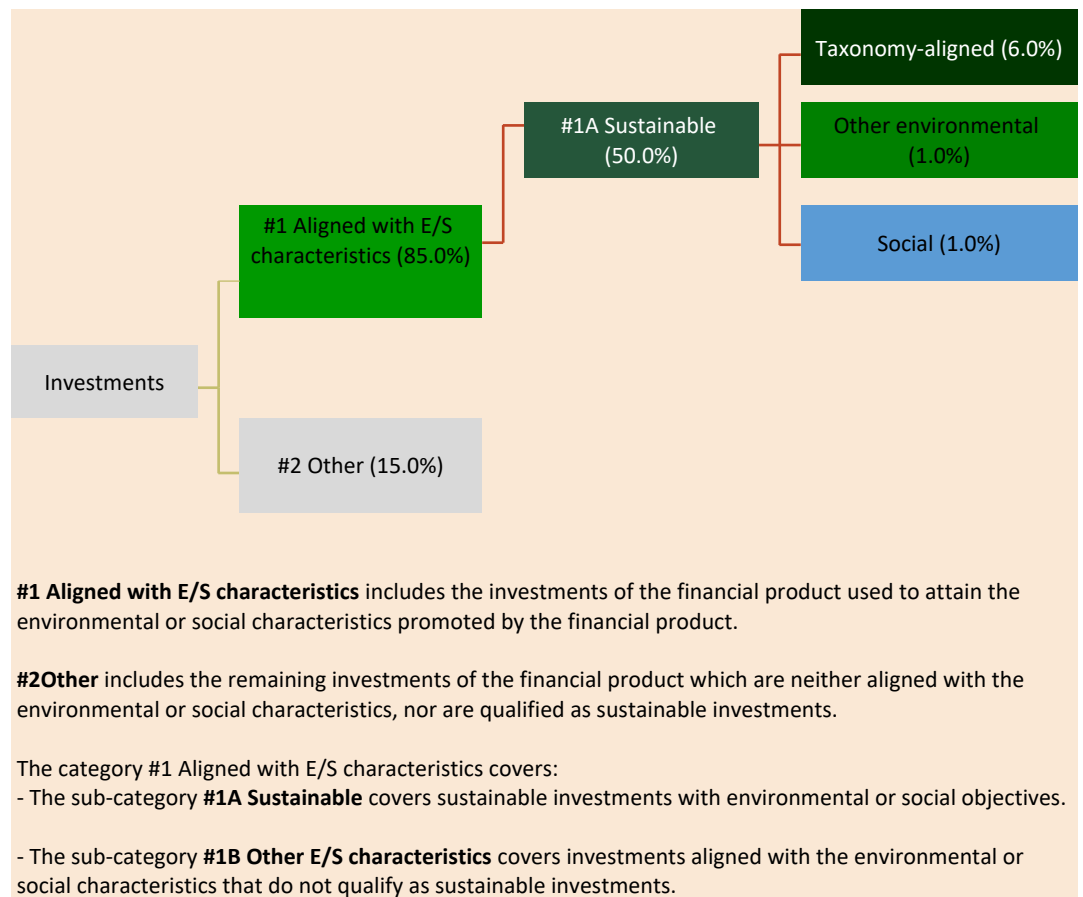 Taxonomy-aligned (6.0%)
#1A Sustainable
(50.0%)
Other environmental
(1.0%)
#1 Aligned with E/S
characteristics (85.0%)
Social (1.0%)
Investments
#2 Other (15.0%)
#1 Aligned with E/S characteristics includes the investments of the financial product used to attain the
environmental or social characteristics promoted by the financial product.
#2Other includes the remaining investments of the financial product which are neither aligned with the
environmental or social characteristics, nor are qualified as sustainable investments.
The category #1 Aligned with E/S characteristics covers:
- The sub-category #1A Sustainable covers sustainable investments with environmental or social objectives.
- The sub-category #1B Other E/S characteristics covers investments aligned with the environmental or
social characteristics that do not qualify as sustainable investments.